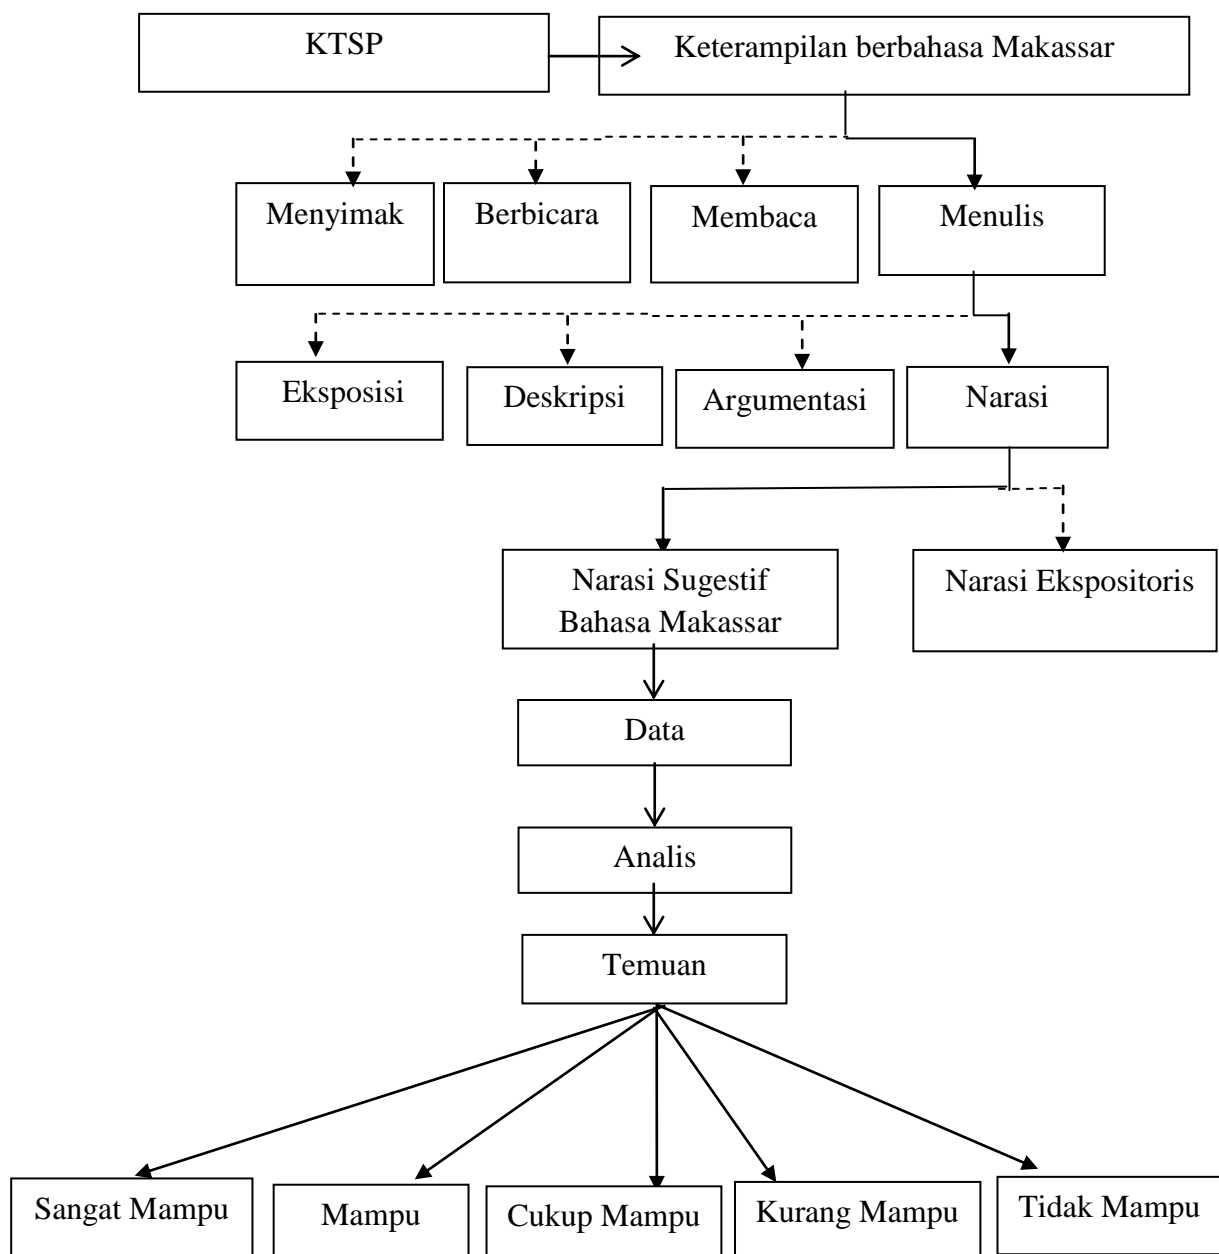 KTSP
Keterampilan berbahasa Makassar
Menyimak
Berbicara
Membaca
Menulis
Eksposisi
Deskripsi
Argumentasi
Narasi
Narasi Sugestif
Bahasa Makassar
Narasi Ekspositoris
Data
Analis
Temuan
Sangat Mampu
Mampu
Cukup Mampu
Kurang Mampu
Tidak Mampu